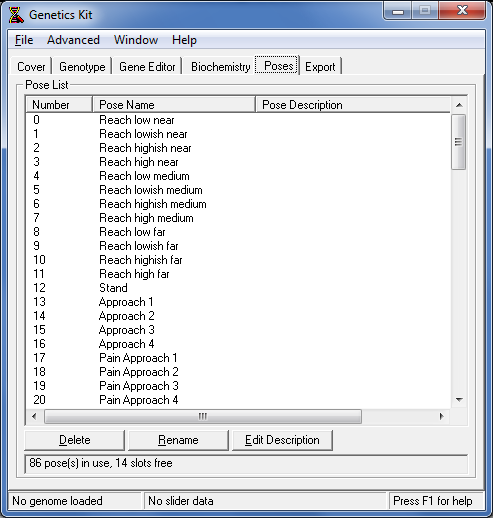 Genetics Kit
File Advanced Window Help
Cover Genotype Gene Editor Biochemistry Poses Export
Pose List
Number Pose Name Pose Description
0 Reach low near
1 Reach lowish near
2 Reach highish near
3 Reach high near
4 Reach low medium
5 Reach lowish medium
6 Reach highish medium
7 Reach high medium
8 Reach low far
9 Reach lowish far
10 Reach highish far
11 Reach high far
12 Stand
13 Approach 1
14 Approach 2
15 Approach 3
16 Approach 4
17 Pain Approach 1
18 Pain Approach 2
19 Pain Approach 3
20 Pain Approach 4
Delete Rename Edit Description
86 pose(s) in use, 14 slots free
No genome loaded No slider data Press F1 for help